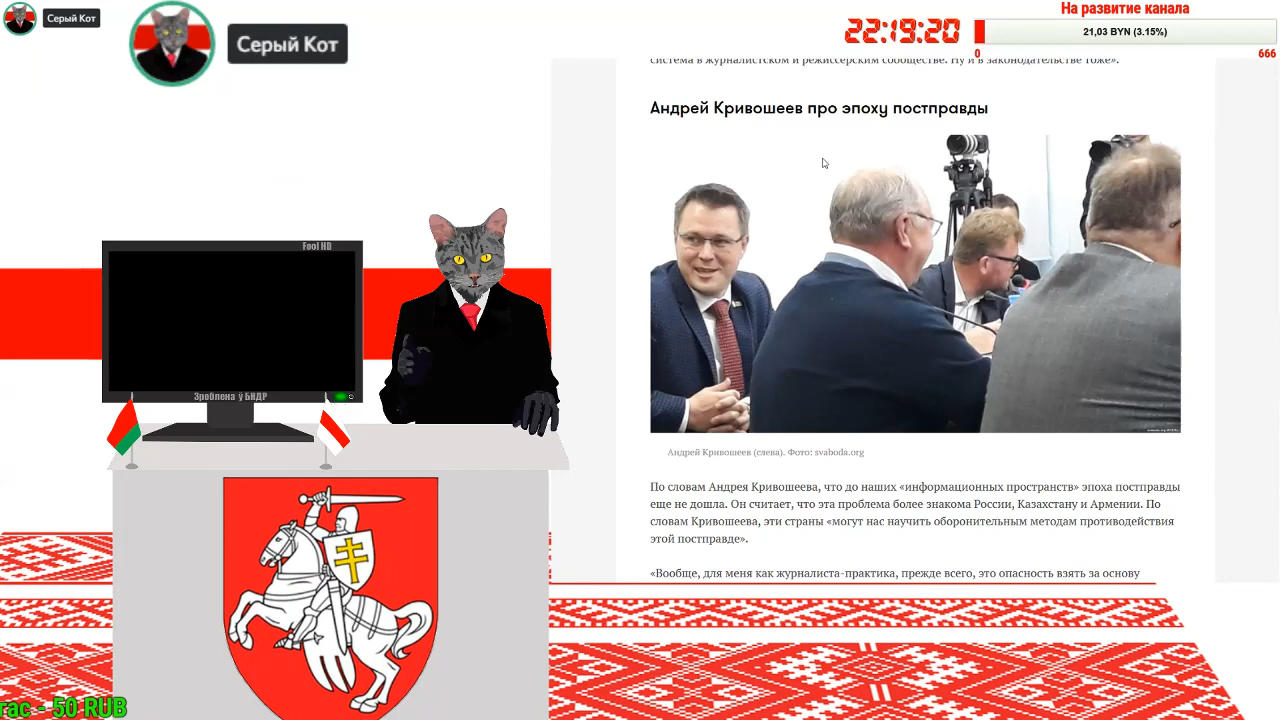 Серый Кот
Серый Кот
22:19:20
На развитие канала
21,03 BYN (3.15%)
0
666
система в журналистском и режиссерском сообществе. Ну и в законодательстве тоже».
Андрей Кривошеев про эпоху постправды
Fool HD
Зроблена ў БНДР
Андрей Кривошеев (слева). Фото: svaboda.org
По словам Андрея Кривошеева, что до наших «информационных пространств» эпоха постправды
еще не дошла. Он считает, что эта проблема более знакома России, Казахстану и Армении. По
словам Кривошеева, эти страны «могут нас научить оборонительным методам противодействия
этой постправде».
«Вообще, для меня как журналиста-практика, прежде всего, это опасность взять за основу
гас - 50 RUB